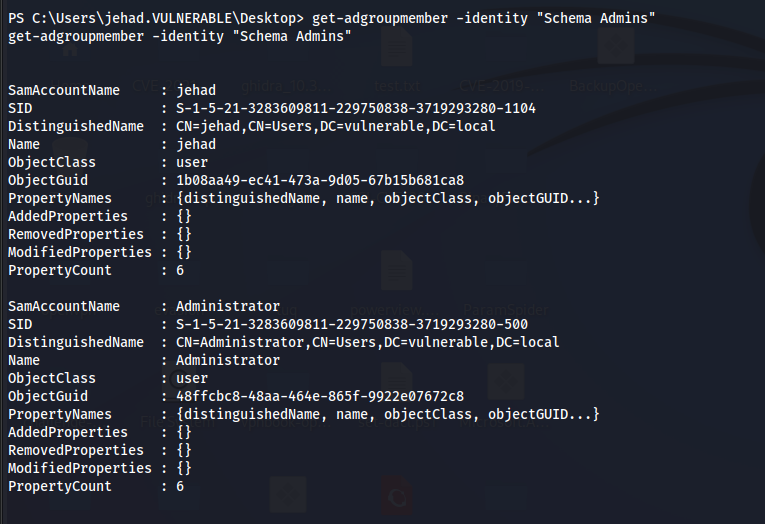 PS C:\Users\jehad.VULNERABLE\Desktop> get-adgroupmember -identity "Schema Admins"
get-adgroupmember -identity "Schema Admins"
SamAccountName     : jehad
SID                : S-1-5-21-3283609811-229750838-3719293280-1104
DistinguishedName  : CN=jehad,CN=Users,DC=vulnerable,DC=local
Name               : jehad
ObjectClass        : user
ObjectGuid         : 1b08aa49-ec41-473a-9d05-67b15b681ca8
PropertyNames      : {distinguishedName, name, objectClass, objectGUID...}
AddedProperties    : {}
RemovedProperties  : {}
ModifiedProperties : {}
PropertyCount      : 6
SamAccountName     : Administrator
SID                : S-1-5-21-3283609811-229750838-3719293280-500
DistinguishedName  : CN=Administrator,CN=Users,DC=vulnerable,DC=local
Name               : Administrator
ObjectClass        : user
ObjectGuid         : 48ffcbc8-48aa-464e-865f-9922e07672c8
PropertyNames      : {distinguishedName, name, objectClass, objectGUID...}
AddedProperties    : {}
RemovedProperties  : {}
ModifiedProperties : {}
PropertyCount      : 6